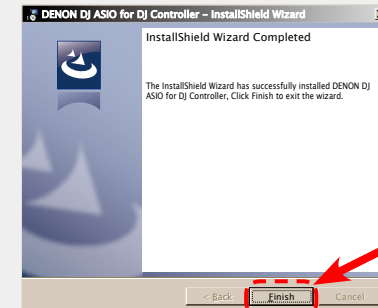 DENON DJ ASIO for DJ Controller – InstallShield Wizard
InstallShield Wizard Completed
The InstallShield Wizard has successfully installed DENON DJ
ASIO for DJ Controller, Click Finish to exit the wizard.
< Back Finish Cancel